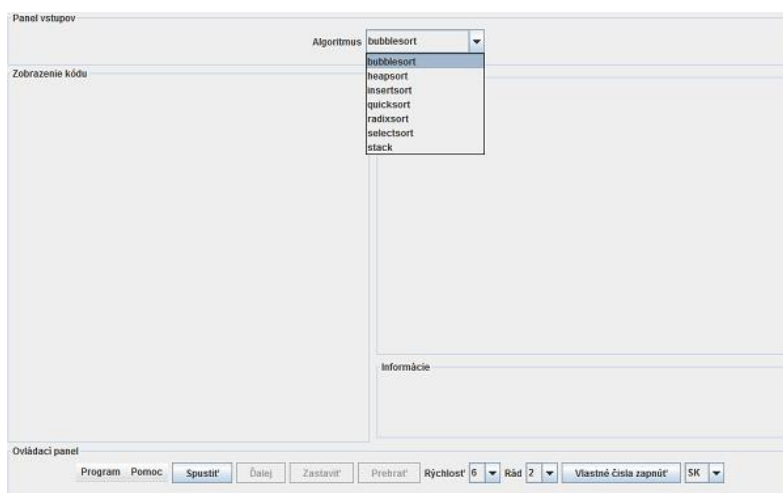 Panel vstupov
Algoritmus bubblesort
bubblesort
heapsort
insertsort
quicksort
radixsort
selectsort
stack
Zobrazenie kódu
Informácie
Ovládací panel
Program Pomoc Spustiť Ďalej Zastaviť Prebrať Rýchlosť 6 Rád 2 Vlastné čísla zapnúť SK